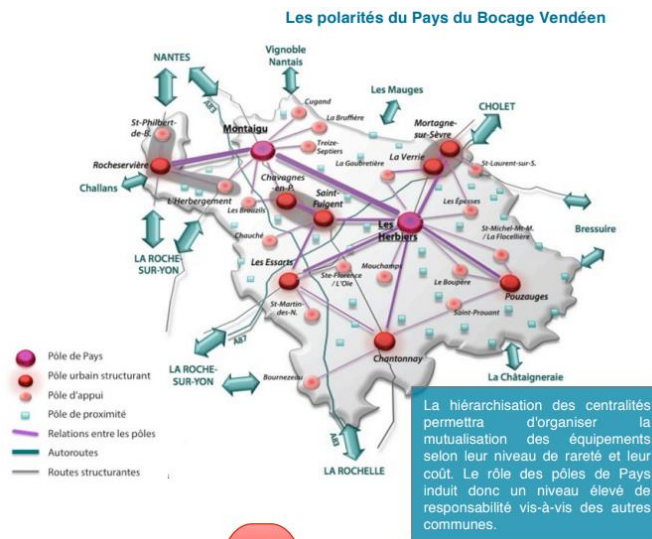 Les polarités du Pays du Bocage Vendéen
NANTES
Vignoble
Nantais
Les Mauges
CHOLET
A83
Cugand
La Bruffière
Treize-
Septiers
St-Philbert-
de-B.
Montaigu
Mortagne-
sur-Sèvre
La Verrie
La Gaubretière
St-Laurent-sur-S.
Rocheservière
Challans
L'Herbergement
Chavagnes
en-P.
Saint-
Fulgent
Les Brouzils
Les
Herbiers
Les Epesses
Bressuire
Chauché
St-Michel-Mt-M.
/ La Flocellière
LA ROCHE-
SUR-YON
Les Essarts
Ste-Florence
/ L'Oie
Mouchamps
Le Boupère
Pouzauges
St-Martin
des-N.
Saint-Prouant
A87
Chantonnay
LA ROCHE-
SUR-YON
Bournezeau
La Châtaigneraie
A83
LA ROCHELLE
Pôle de Pays
Pôle urbain structurant
Pôle d'appui
Pôle de proximité
Relations entre les pôles
Autoroutes
Routes structurantes
La hiérarchisation des centralités
permettra d'organiser la
mutualisation des équipements
selon leur niveau de rareté et leur
coût. Le rôle des pôles de Pays
induit donc un niveau élevé de
responsabilité vis-à-vis des autres
communes.